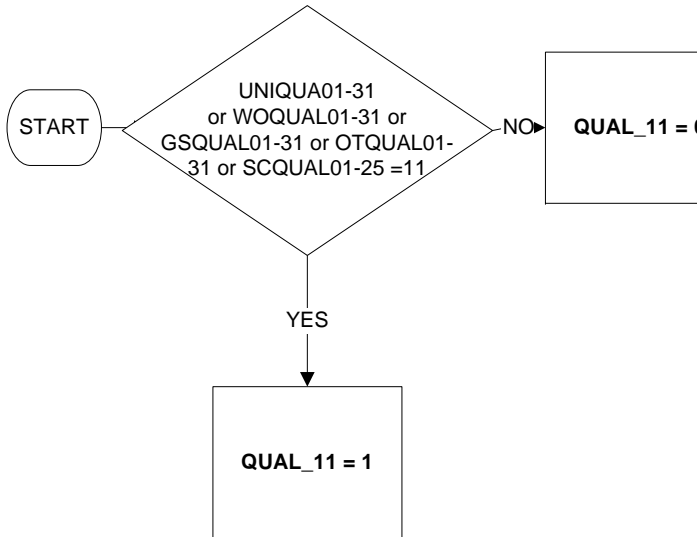 START
UNIQUA01-31
or WOQUAL01-31 or
GSQUAL01-31 or OTQUAL01-
31 or SCQUAL01-25 =11
NO
QUAL_11 = 0
YES
QUAL_11 = 1